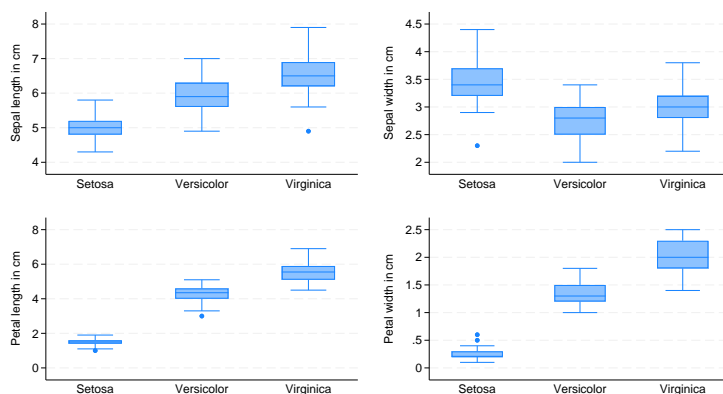 Sepal length in cm
8
7
6
5
4
Setosa Versicolor Virginica
Sepal width in cm
4.5
4
3.5
3
2.5
2
Setosa Versicolor Virginica
Petal length in cm
8
6
4
2
0
Setosa Versicolor Virginica
Petal width in cm
2.5
2
1.5
1
.5
0
Setosa Versicolor Virginica